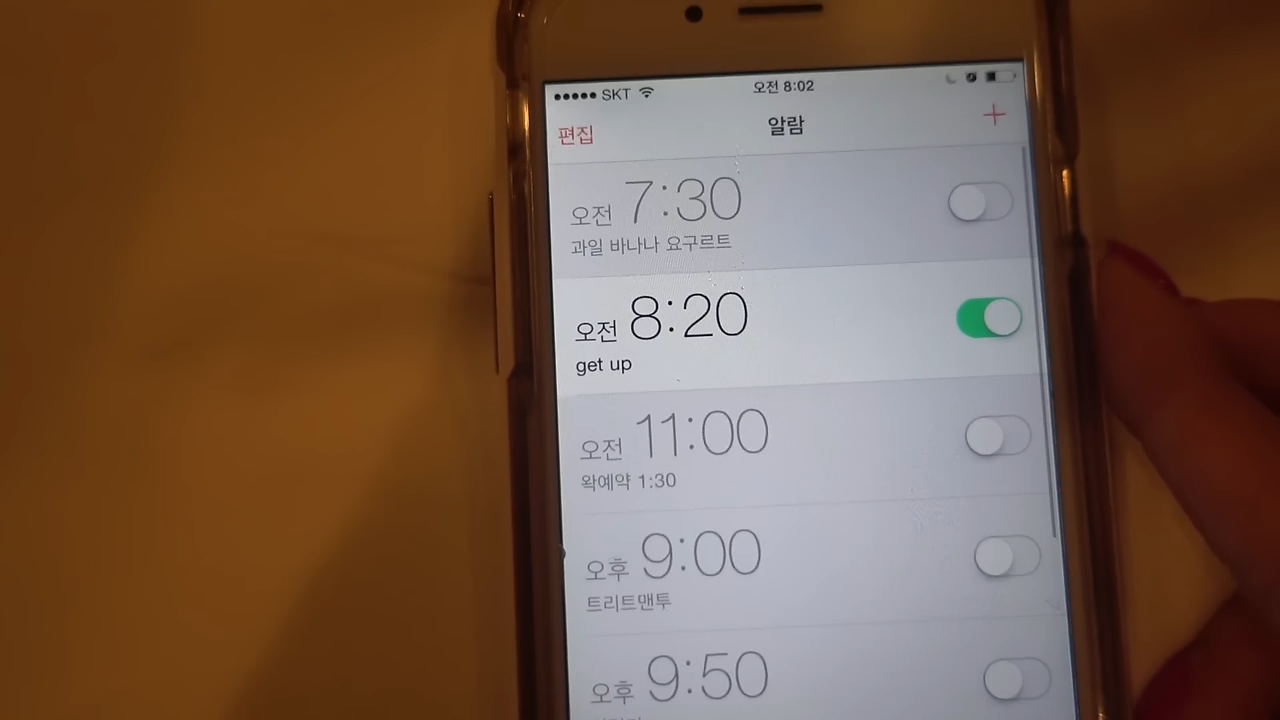 ●●●●● SKT 오전 8:02
편집 알람 +
오전 7:30
과일 바나나 요구르트
오전 8:20
get up
오전 11:00
왁예약 1:30
오후 9:00
트리트맨투
오후 9:50